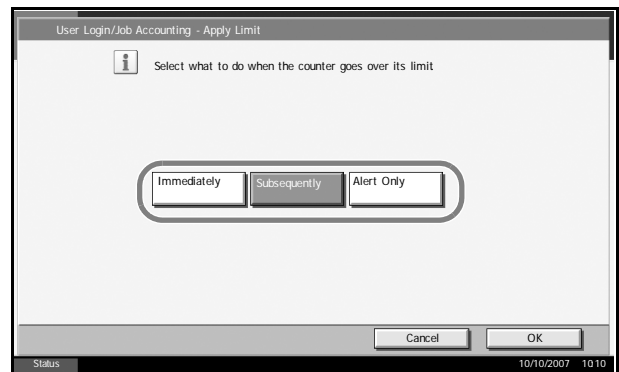 User Login/Job Accounting - Apply Limit
i
Select what to do when the counter goes over its limit
Immediately
Subsequently
Alert Only
Cancel
OK
Status
10/10/2007 10:10